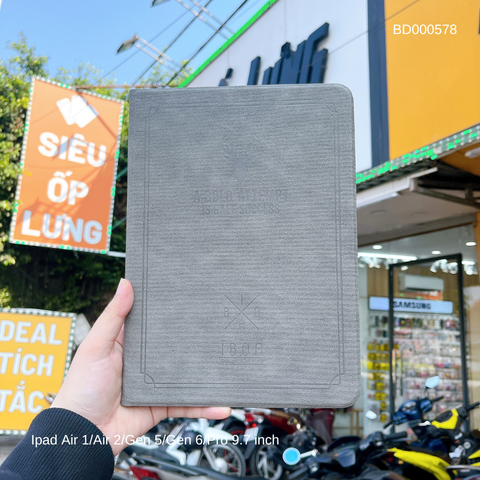 BD000578
SIÊU
ỐP
LƯNG
SAMSUNG
DEAL
TÍCH
TẮC
Ipad Air 1/Air 2/Gen 5/Gen 6/Pro 9.7 inch